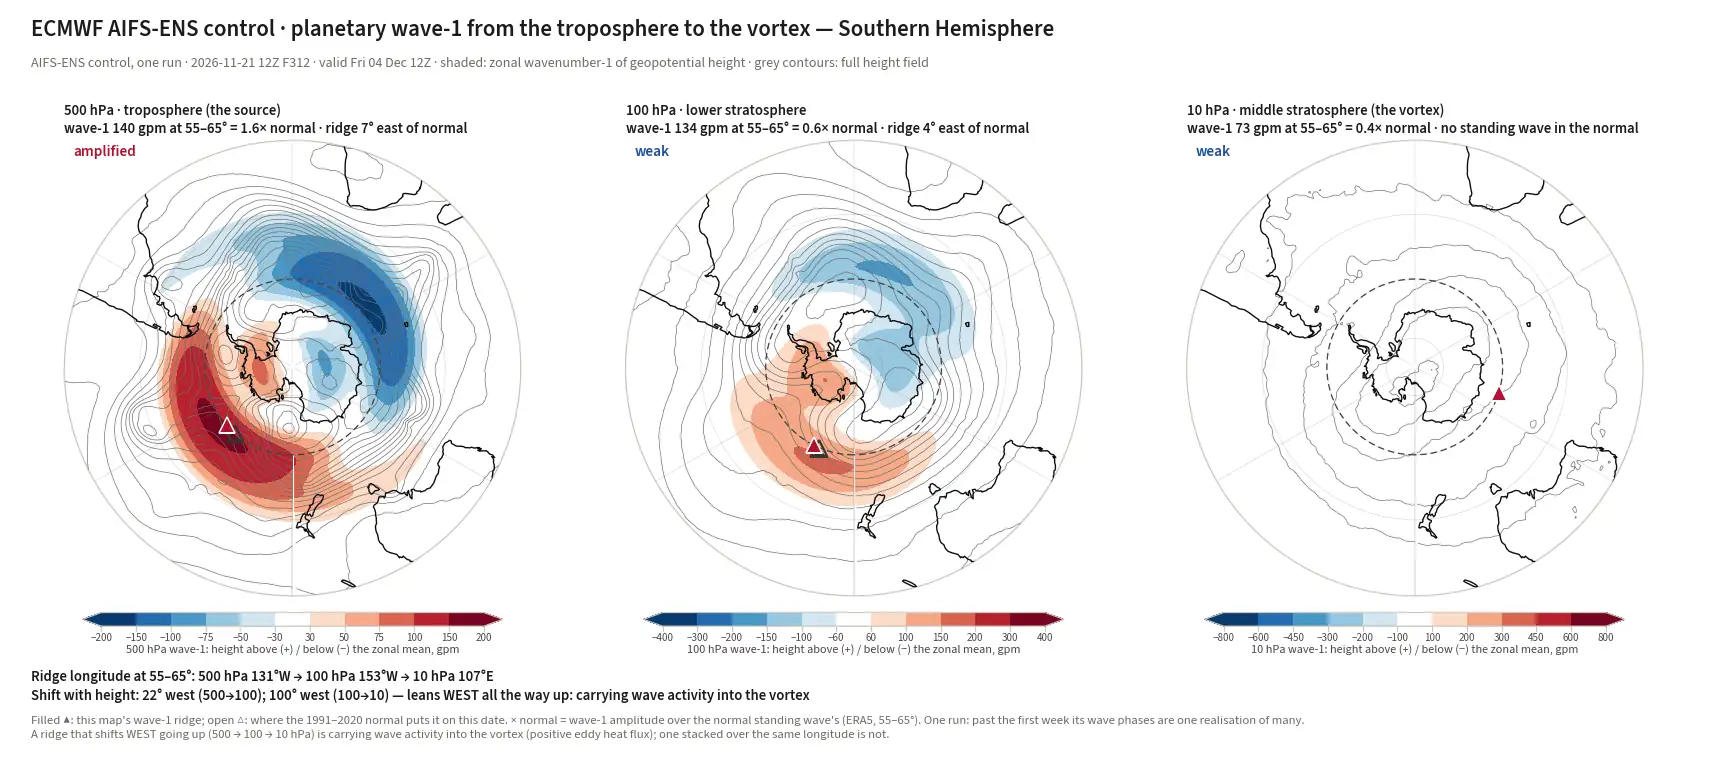 ECMWF AIFS-ENS control · planetary wave-1 from the troposphere to the vortex — Southern Hemisphere
AIFS-ENS control, one run · 2026-11-21 12Z F312 · valid Fri 04 Dec 12Z · shaded: zonal wavenumber-1 of geopotential height · grey contours: full height field
500 hPa · troposphere (the source)
wave-1 140 gpm at 55–65° = 1.6× normal · ridge 7° east of normal
amplified
100 hPa · lower stratosphere
wave-1 134 gpm at 55–65° = 0.6× normal · ridge 4° east of normal
weak
10 hPa · middle stratosphere (the vortex)
wave-1 73 gpm at 55–65° = 0.4× normal · no standing wave in the normal
weak
−200 −150 −100 −75 −50 −30 30 50 75 100 150 200
500 hPa wave-1: height above (+) / below (−) the zonal mean, gpm
−400 −300 −200 −150 −100 −60 60 100 150 200 300 400
100 hPa wave-1: height above (+) / below (−) the zonal mean, gpm
−800 −600 −450 −300 −200 −100 100 200 300 450 600 800
10 hPa wave-1: height above (+) / below (−) the zonal mean, gpm
Ridge longitude at 55–65°: 500 hPa 131°W → 100 hPa 153°W → 10 hPa 107°E
Shift with height: 22° west (500→100); 100° west (100→10) — leans WEST all the way up: carrying wave activity into the vortex
Filled ▲: this map's wave-1 ridge; open △: where the 1991–2020 normal puts it on this date. × normal = wave-1 amplitude over the normal standing wave's (ERA5, 55–65°). One run: past the first week its wave phases are one realisation of many.
A ridge that shifts WEST going up (500 → 100 → 10 hPa) is carrying wave activity into the vortex (positive eddy heat flux); one stacked over the same longitude is not.